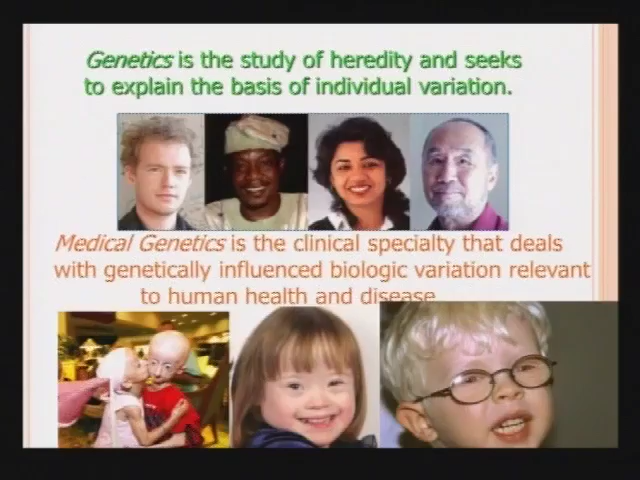 Genetics is the study of heredity and seeks
to explain the basis of individual variation.
Medical Genetics is the clinical specialty that deals
with genetically influenced biologic variation relevant
to human health and disease